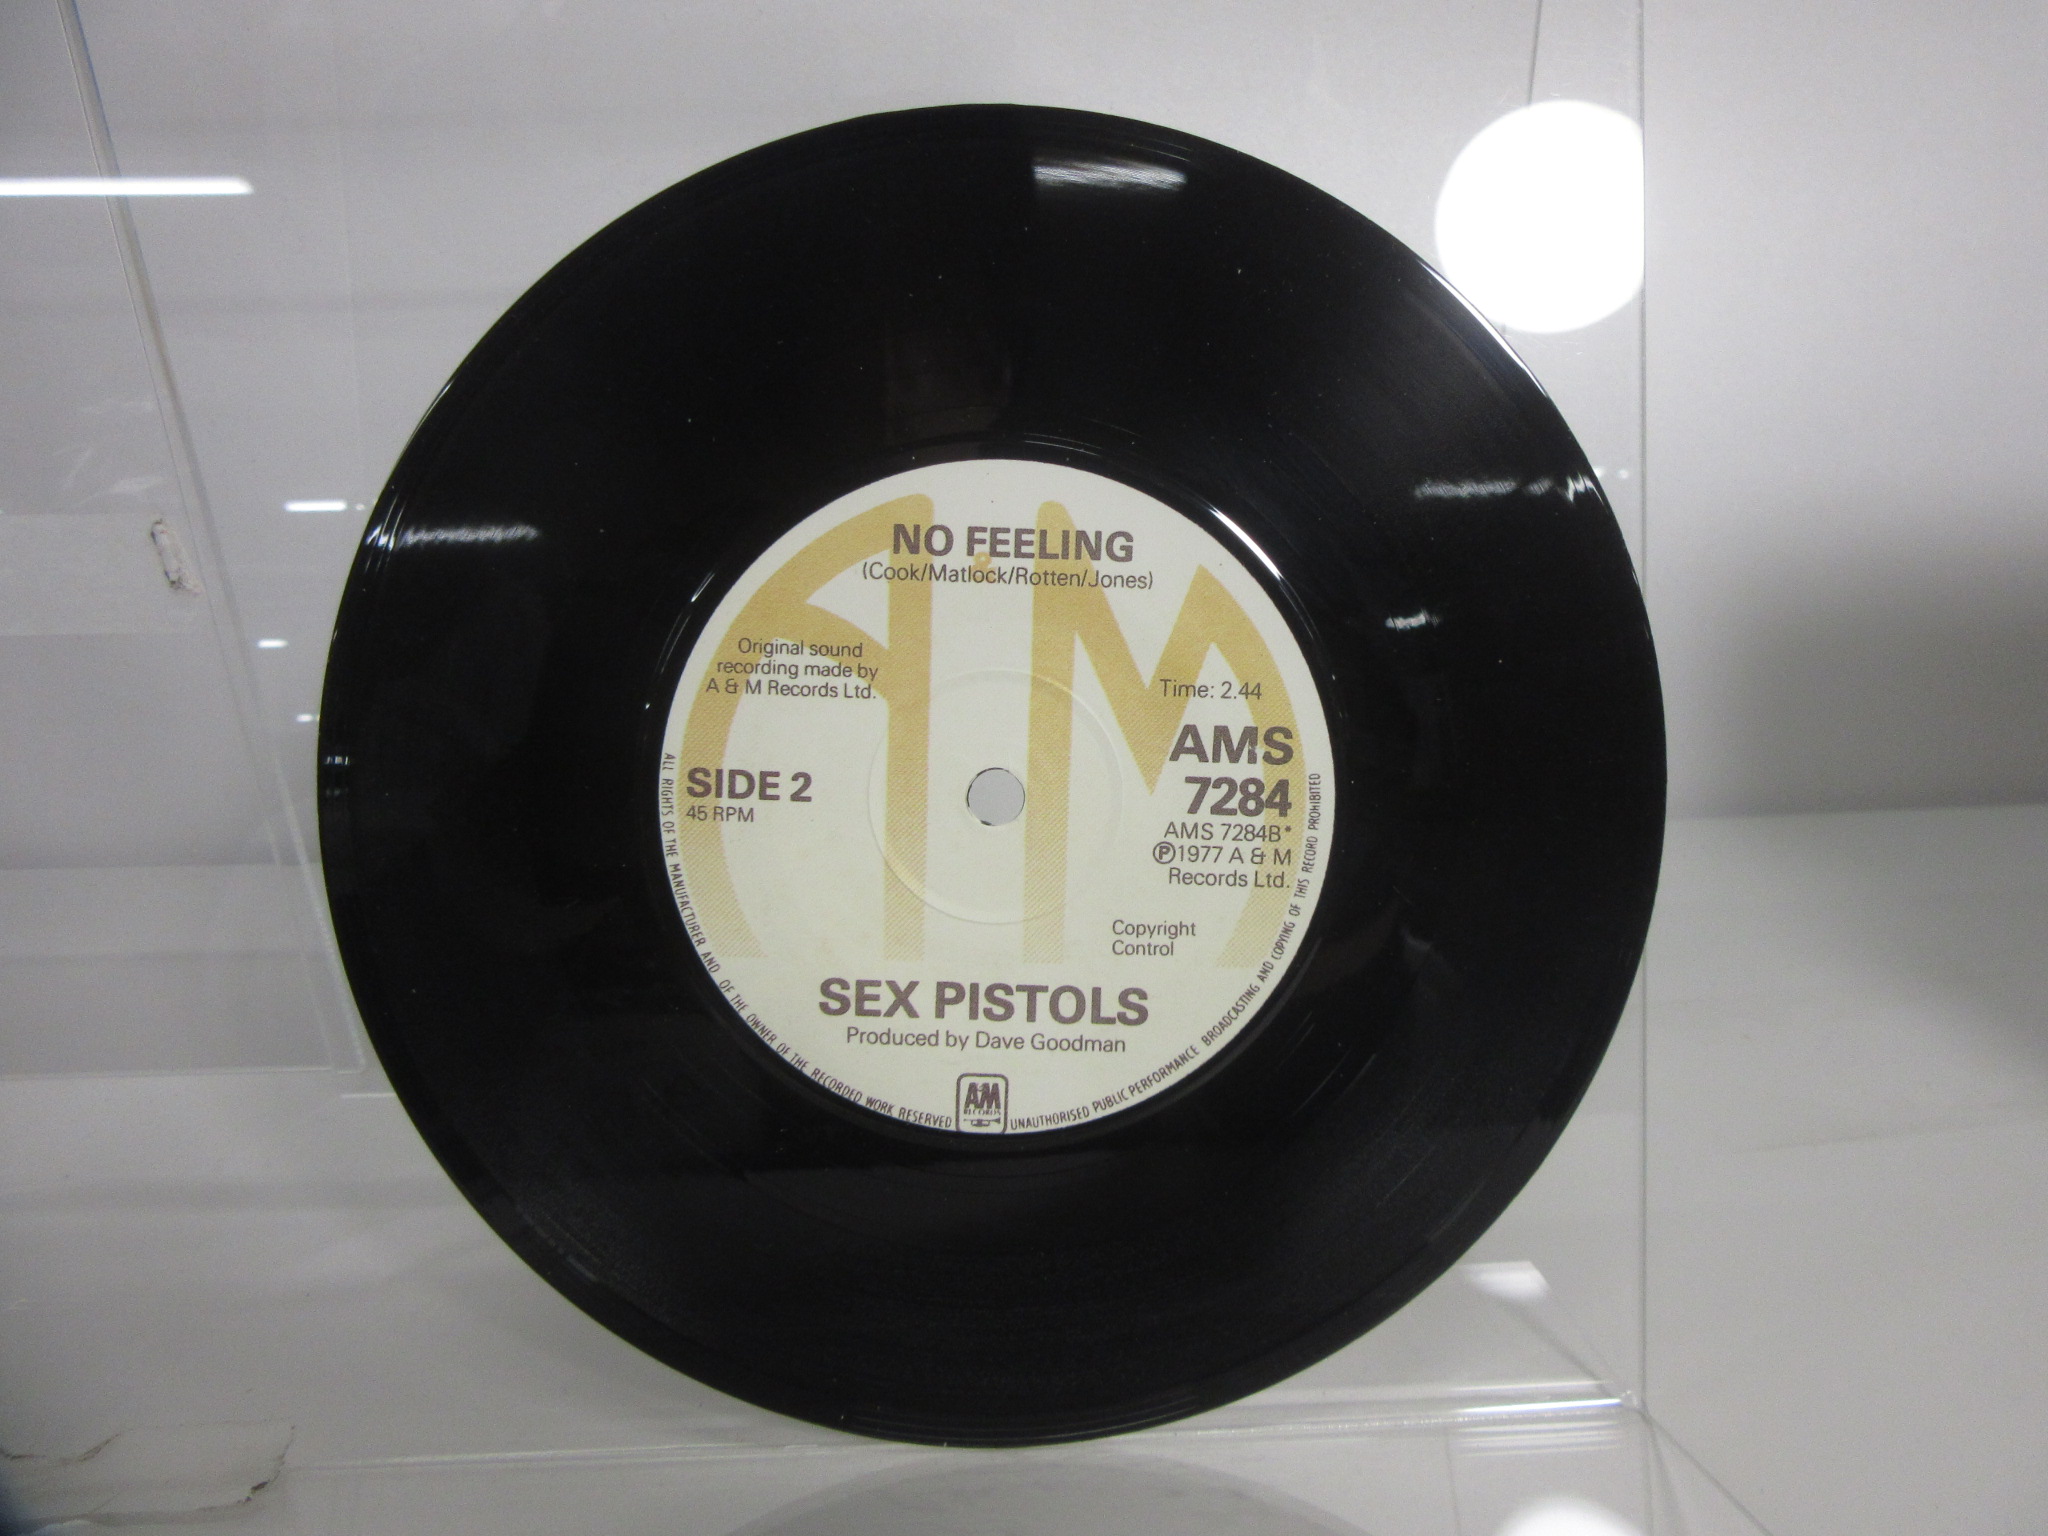 NO FEELING
(Cook/Matlock/Rotten/Jones)
Original sound
recording made by
A & M Records Ltd.
Time: 2.44
SIDE 2
45 RPM
AMS
7284
AMS 7284B*
℗1977 A & M
Records Ltd.
Copyright
Control
SEX PISTOLS
Produced by Dave Goodman
ALL RIGHTS OF THE MANUFACTURER AND OF THE OWNER OF THE RECORDED WORK RESERVED
AM
RECORDS
UNAUTHORISED PUBLIC PERFORMANCE BROADCASTING AND COPYING OF THIS RECORD PROHIBITED
A&M